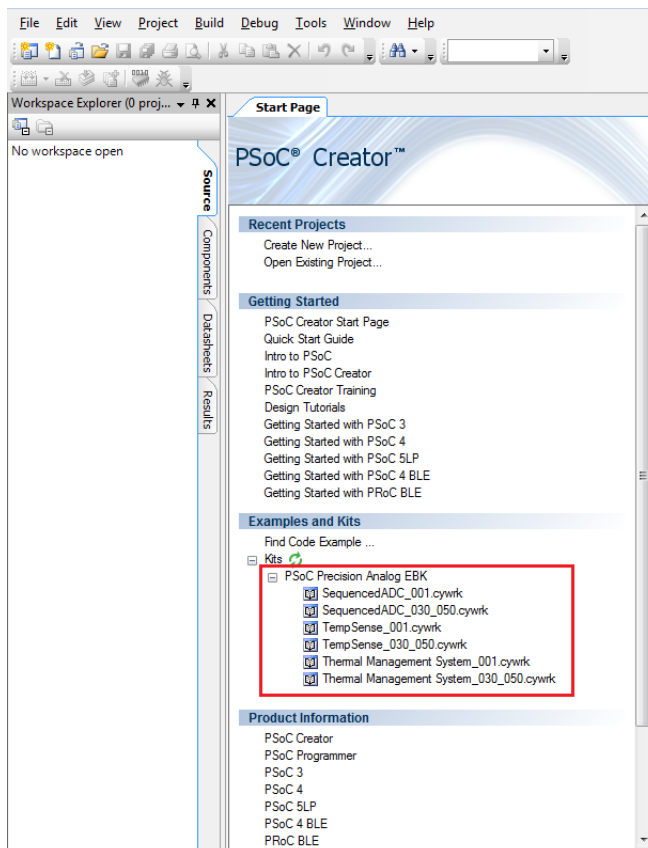 File Edit View Project Build Debug Tools Window Help
Workspace Explorer (0 proj...
Start Page
No workspace open
PSoC® Creator™
Source
Components
Datasheets
Results
Recent Projects
Create New Project...
Open Existing Project...
Getting Started
PSoC Creator Start Page
Quick Start Guide
Intro to PSoC
Intro to PSoC Creator
PSoC Creator Training
Design Tutorials
Getting Started with PSoC 3
Getting Started with PSoC 4
Getting Started with PSoC 5LP
Getting Started with PSoC 4 BLE
Getting Started with PRoC BLE
Examples and Kits
Find Code Example ...
Kits
PSoC Precision Analog EBK
SequencedADC_001.cywrk
SequencedADC_030_050.cywrk
TempSense_001.cywrk
TempSense_030_050.cywrk
Thermal Management System_001.cywrk
Thermal Management System_030_050.cywrk
Product Information
PSoC Creator
PSoC Programmer
PSoC 3
PSoC 4
PSoC 5LP
PSoC 4 BLE
PRoC BLE